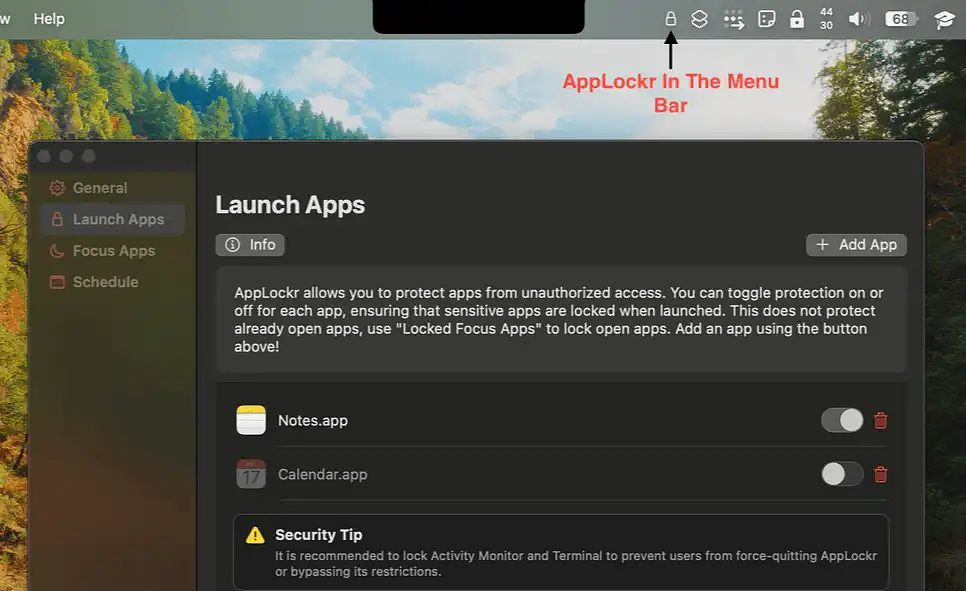 w Help
44
30
68
AppLockr In The Menu
Bar
General
Launch Apps
Focus Apps
Schedule
Launch Apps
Info
Add App
AppLockr allows you to protect apps from unauthorized access. You can toggle protection on or
off for each app, ensuring that sensitive apps are locked when launched. This does not protect
already open apps, use "Locked Focus Apps" to lock open apps. Add an app using the button
above!
Notes.app
17
Calendar.app
Security Tip
It is recommended to lock Activity Monitor and Terminal to prevent users from force-quitting AppLockr
or bypassing its restrictions.